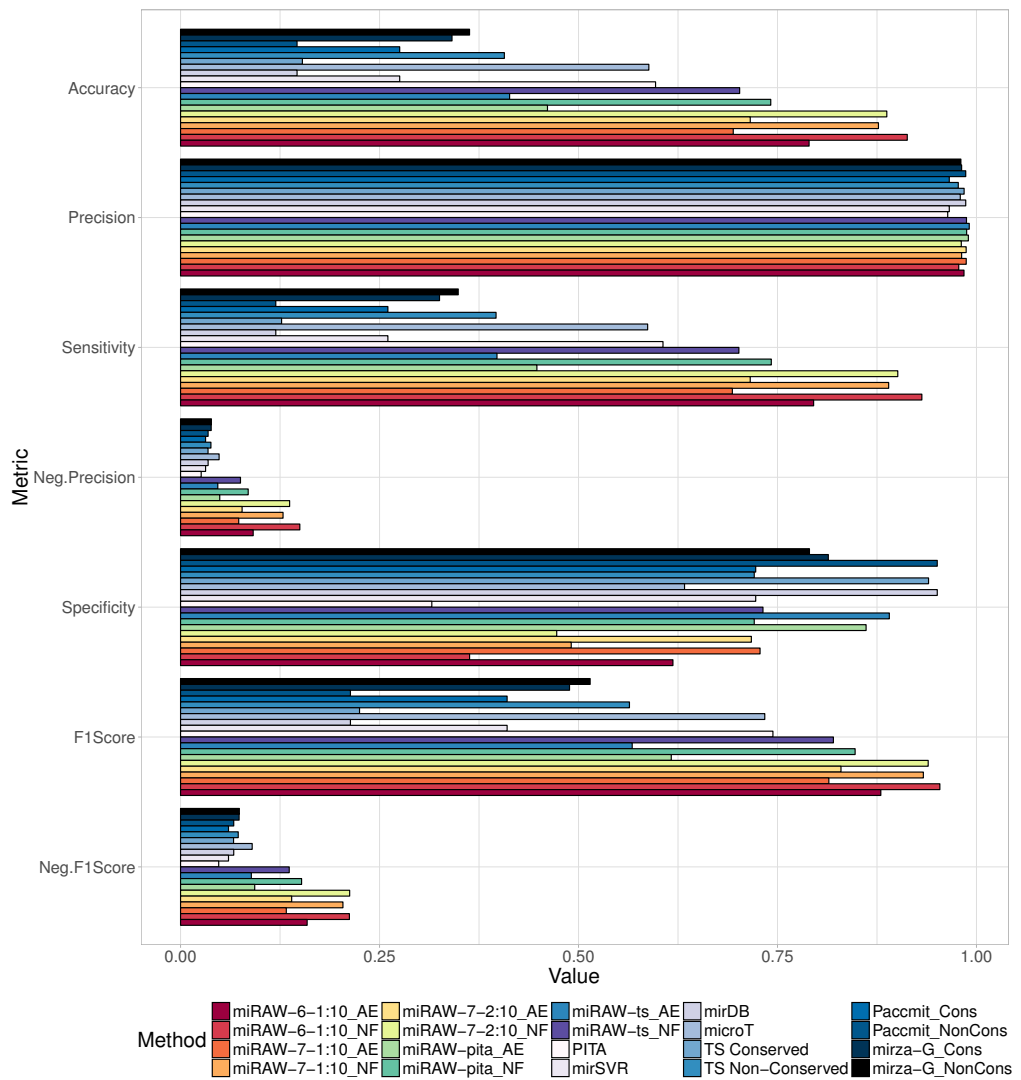 Accuracy
Precision
Sensitivity
Neg.Precision
Specificity
F1Score
Neg.F1Score
Metric
0.00 0.25 0.50 0.75 1.00
Value
Method
miRAW-6-1:10_AE miRAW-7-2:10_AE miRAW-ts_AE mirDB Paccmit_Cons
miRAW-6-1:10_NF miRAW-7-2:10_NF miRAW-ts_NF microT Paccmit_NonCons
miRAW-7-1:10_AE miRAW-pita_AE PITA TS Conserved mirza-G_Cons
miRAW-7-1:10_NF miRAW-pita_NF mirSVR TS Non-Conserved mirza-G_NonCons